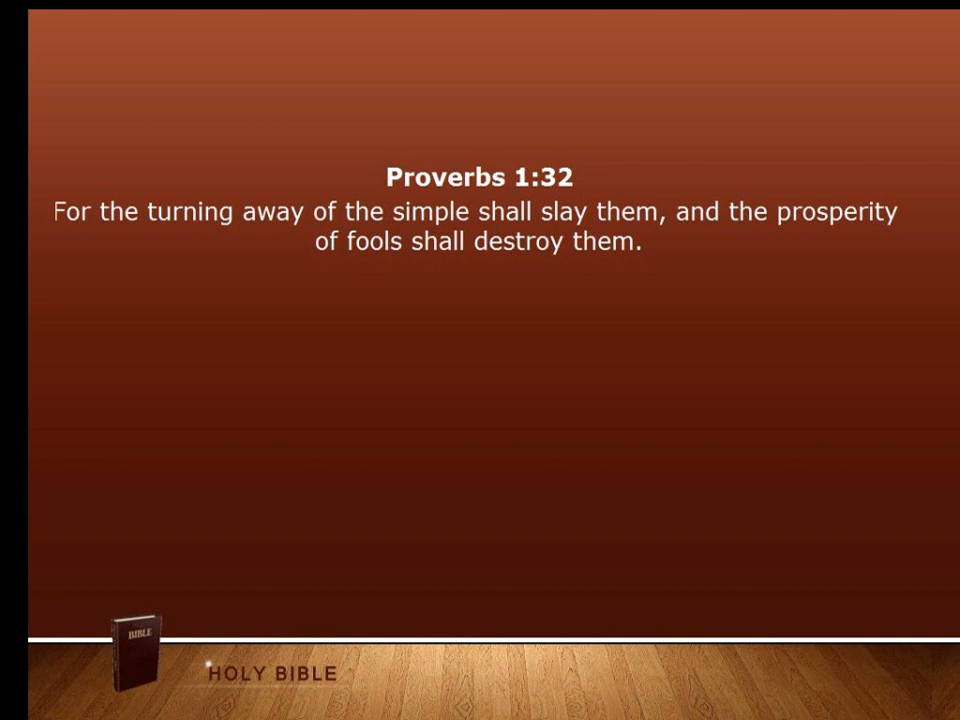 Proverbs 1:32
For the turning away of the simple shall slay them, and the prosperity
of fools shall destroy them.
BIBLE
HOLY BIBLE